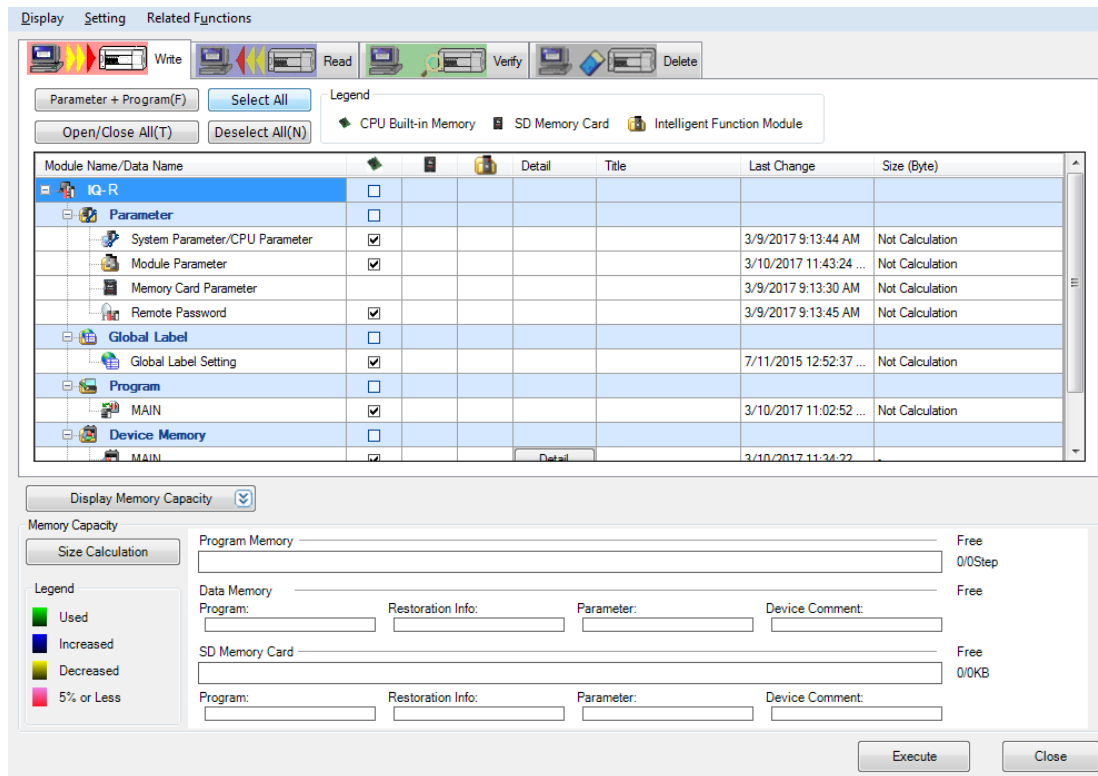 Display Setting Related Functions
Write Read Verify Delete
Parameter + Program(F) Select All Legend
Open/Close All(T) Deselect All(N) CPU Built-in Memory SD Memory Card Intelligent Function Module
Module Name/Data Name Detail Title Last Change Size (Byte)
IQ-R
Parameter
System Parameter/CPU Parameter 3/9/2017 9:13:44 AM Not Calculation
Module Parameter 3/10/2017 11:43:24 ... Not Calculation
Memory Card Parameter 3/9/2017 9:13:30 AM Not Calculation
Remote Password 3/9/2017 9:13:45 AM Not Calculation
Global Label
Global Label Setting 7/11/2015 12:52:37 ... Not Calculation
Program
MAIN 3/10/2017 11:02:52 ... Not Calculation
Device Memory
MAIN Detail 3/10/2017 11:34:22 -
Display Memory Capacity
Memory Capacity
Size Calculation
Program Memory Free
0/0Step
Legend
Used
Increased
Decreased
5% or Less
Data Memory Free
Program: Restoration Info: Parameter: Device Comment:
SD Memory Card Free
0/0KB
Program: Restoration Info: Parameter: Device Comment:
Execute Close